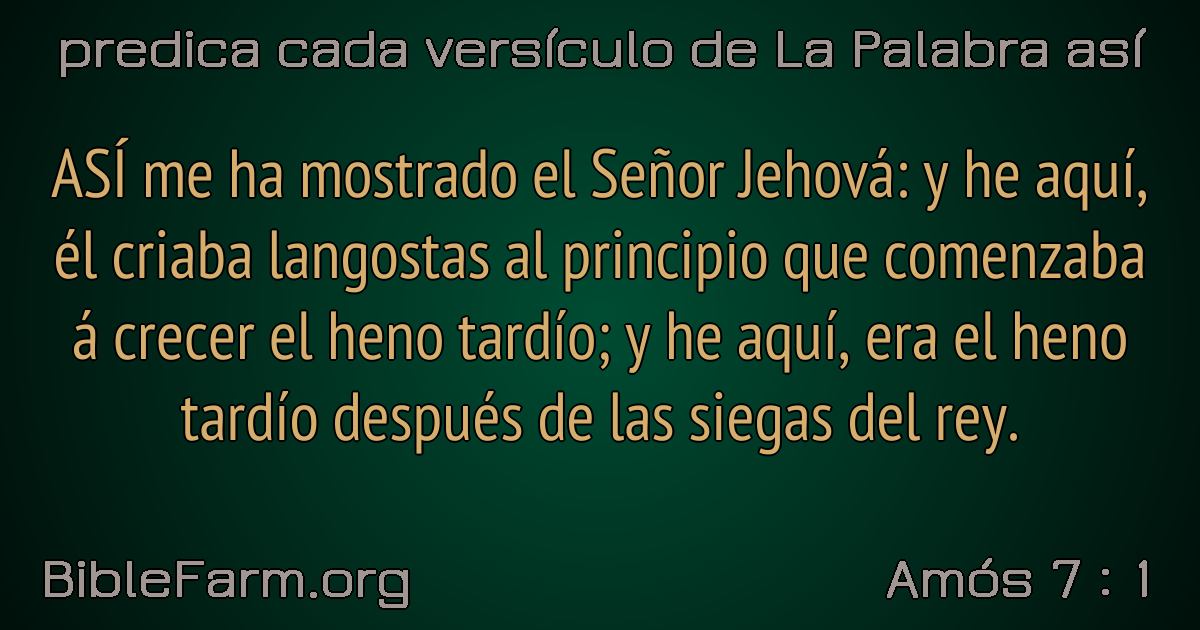 predica cada versículo de La Palabra así
ASÍ me ha mostrado el Señor Jehová: y he aquí,
él criaba langostas al principio que comenzaba
á crecer el heno tardío; y he aquí, era el heno
tardío después de las siegas del rey.
BibleFarm.org
Amós 7 : 1